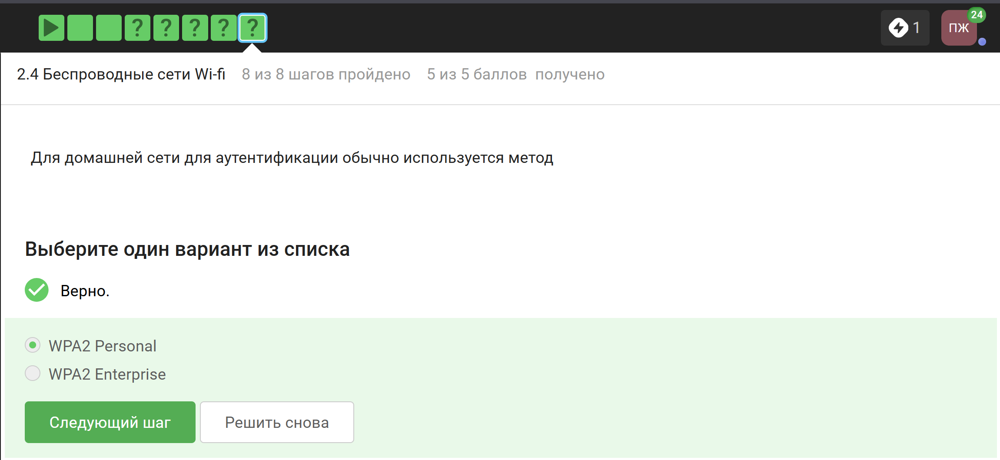 ? ? ? ? ?
1
ПЖ
24
2.4 Беспроводные сети Wi-fi 8 из 8 шагов пройдено 5 из 5 баллов получено
Для домашней сети для аутентификации обычно используется метод
Выберите один вариант из списка
Верно.
WPA2 Personal
WPA2 Enterprise
Следующий шаг Решить снова